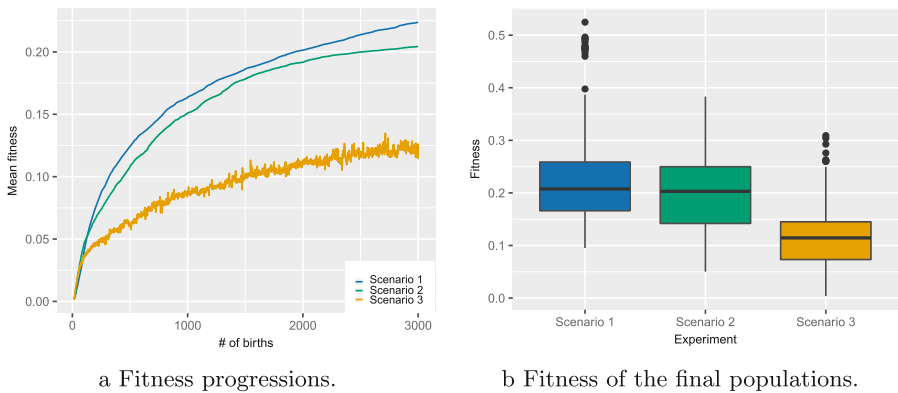 0.20
0.15
0.10
0.05
0.00
Mean fitness
Scenario 1
Scenario 2
Scenario 3
0 1000 2000 3000
# of births
a Fitness progressions.
0.5
0.4
0.3
0.2
0.1
0.0
Fitness
Scenario 1 Scenario 2 Scenario 3
Experiment
b Fitness of the final populations.